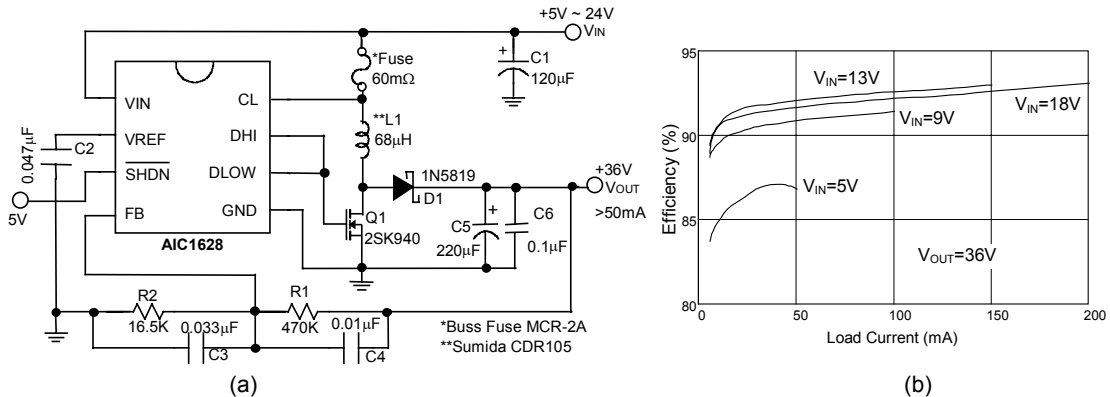 +5V ~ 24V
VIN
*Fuse
60mΩ
+
C1
120µF
VIN
CL
VREF
DHI
SHDN
DLOW
FB
GND
AIC1628
0.047µF
C2
5V
**L1
68µH
1N5819
D1
Q1
2SK940
+36V
VOUT
>50mA
+
C5
220µF
C6
0.1µF
R2
16.5K
0.033µF
C3
R1
470K
0.01µF
C4
*Buss Fuse MCR-2A
**Sumida CDR105
(a)
Efficiency (%)
95
90
85
80
VIN=13V
VIN=18V
VIN=9V
VIN=5V
VOUT=36V
0
50
100
150
200
Load Current (mA)
(b)